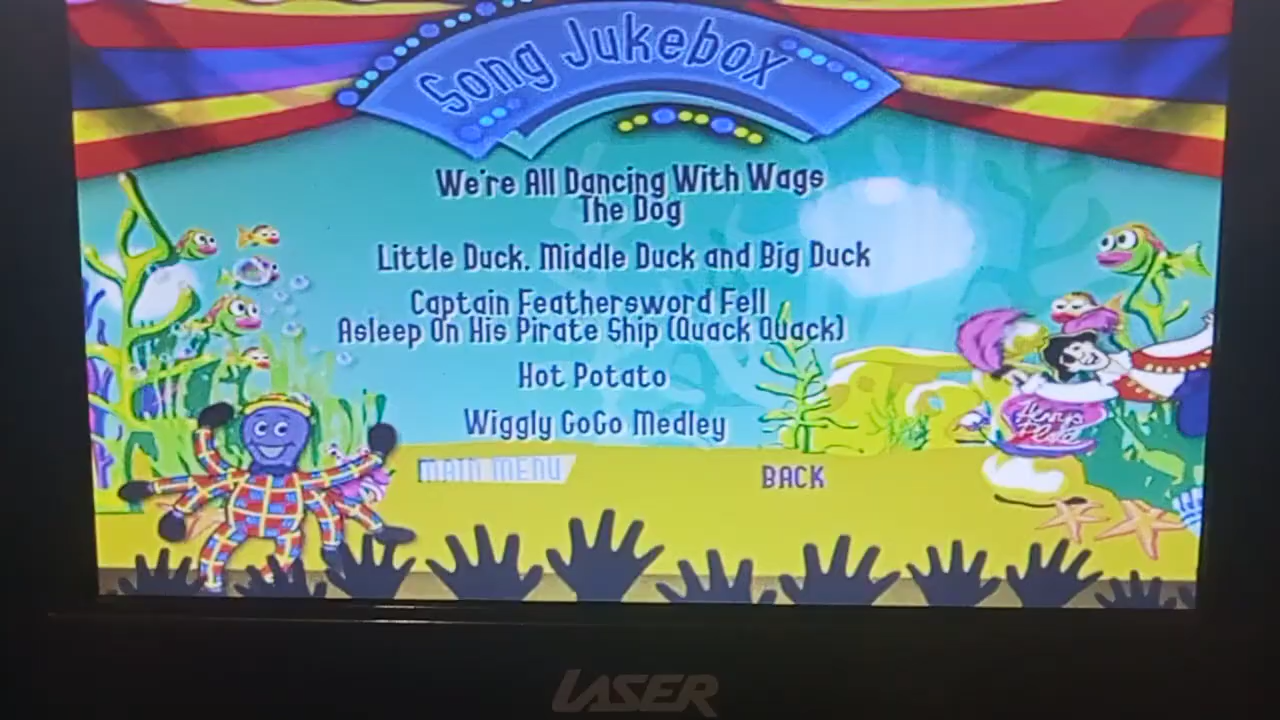 Song Jukebox
We're All Dancing With Wags
The Dog
Little Duck, Middle Duck and Big Duck
Captain Feathersword Fell
Asleep On His Pirate Ship (Quack Quack)
Hot Potato
Wiggly GoGo Medley
MAIN MENU
BACK
LASER